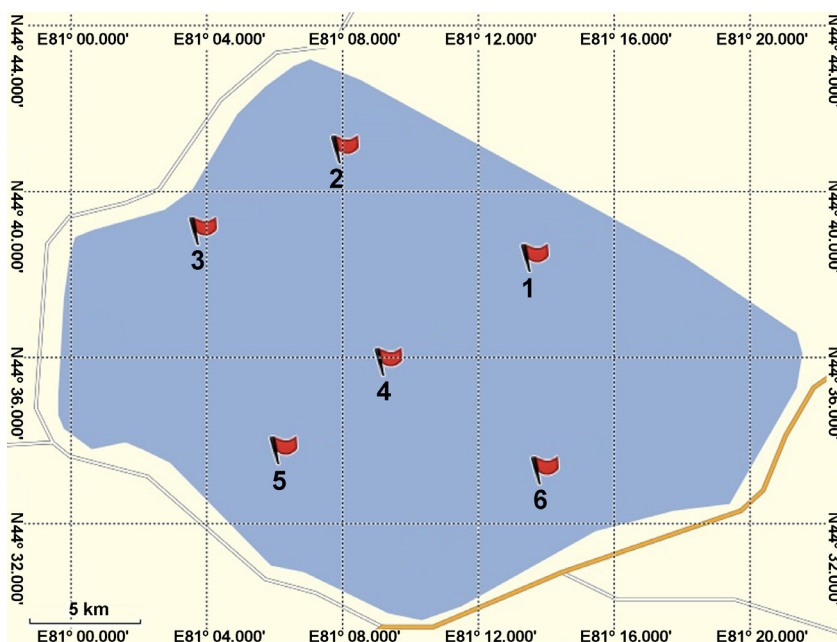 N44° 44.000'
E81° 00.000'
E81° 04.000'
E81° 08.000'
E81° 12.000'
E81° 16.000'
E81° 20.000'
N44° 44.000'
2
N44° 40.000'
3
1
N44° 40.000'
4
N44° 36.000'
5
6
N44° 36.000'
N44° 32.000'
N44° 32.000'
5 km
E81° 00.000'
E81° 04.000'
E81° 08.000'
E81° 12.000'
E81° 16.000'
E81° 20.000'